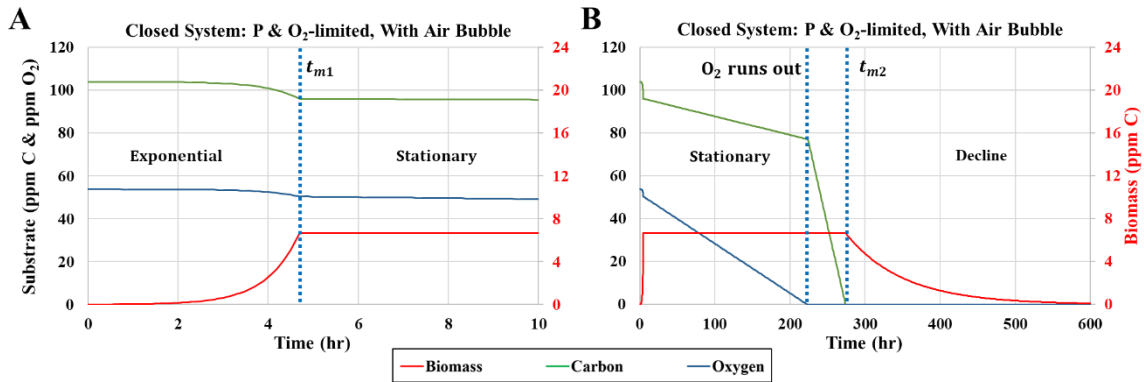 A
Closed System: P & O₂-limited, With Air Bubble
Substrate (ppm C & ppm O₂)
120
100
80
60
40
20
0
24
20
16
12
8
4
0
tm1
Exponential
Stationary
0
2
4
6
8
10
Time (hr)
B
Closed System: P & O₂-limited, With Air Bubble
120
100
80
60
40
20
0
24
20
16
12
8
4
0
Biomass (ppm C)
O₂ runs out
tm2
Stationary
Decline
0
100
200
300
400
500
600
Time (hr)
Biomass
Carbon
Oxygen